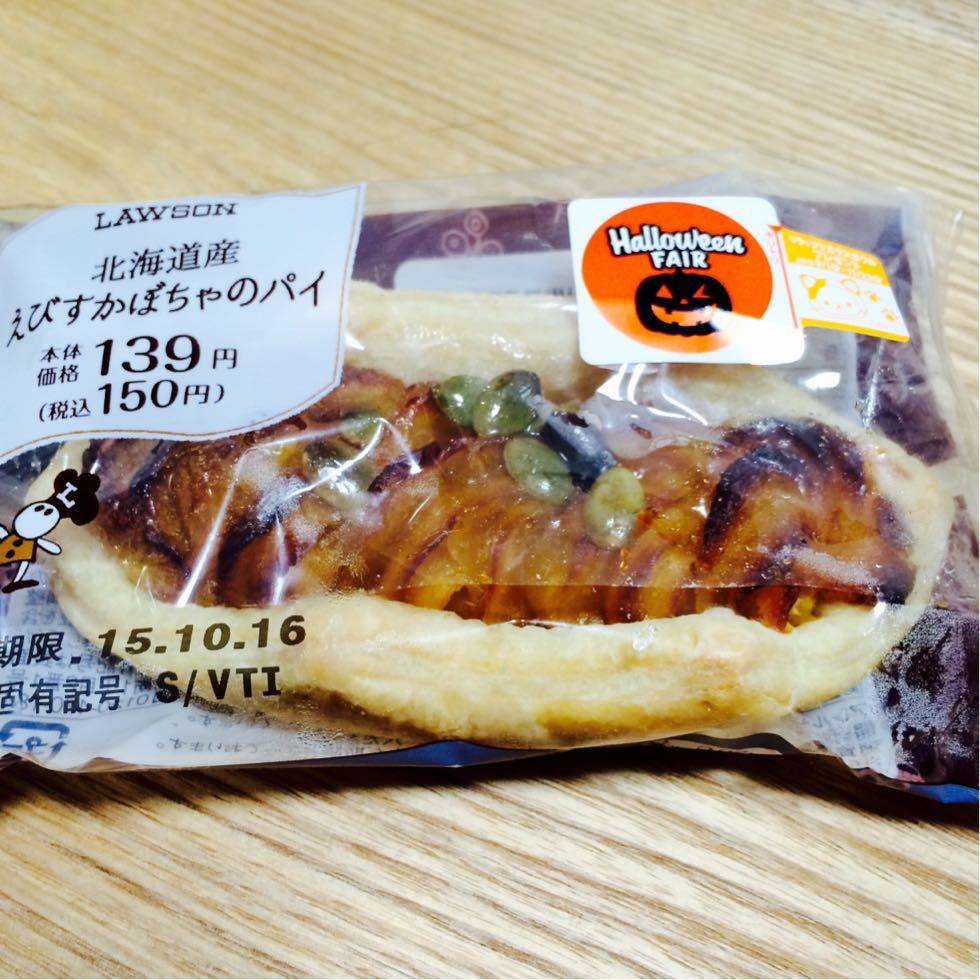 LAWSON
北海道産
えびすかぼちゃのパイ
本体
価格 139円
(税込150円)
Halloween
FAIR
期限. 15.10.16
固有記号 S/VTI